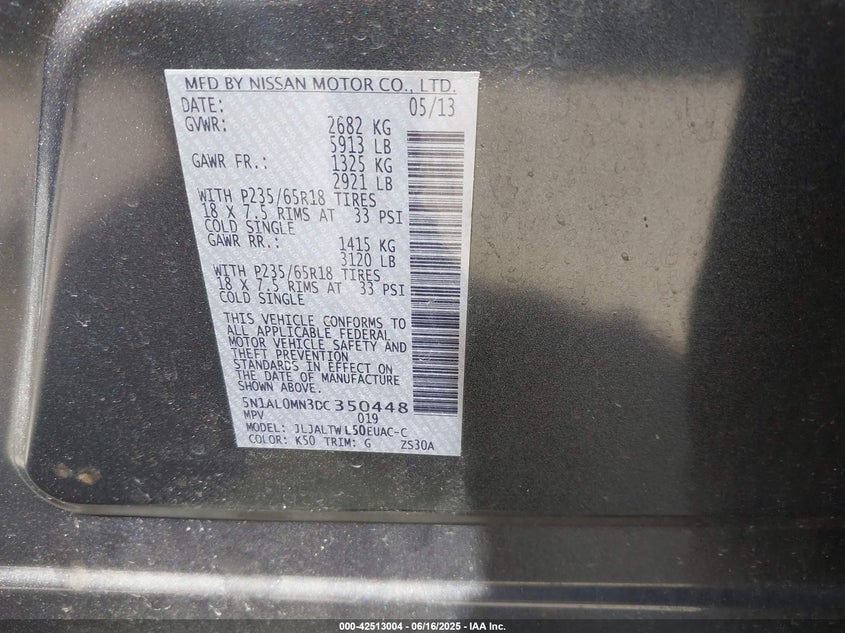 MFD BY NISSAN MOTOR CO., LTD.
DATE: 05/13
GVWR: 2682 KG
5913 LB
GAWR FR.: 1325 KG
2921 LB
WITH P235/65R18 TIRES
18 X 7.5 RIMS AT 33 PSI
COLD SINGLE
GAWR RR.: 1415 KG
3120 LB
WITH P235/65R18 TIRES
18 X 7.5 RIMS AT 33 PSI
COLD SINGLE
THIS VEHICLE CONFORMS TO
ALL APPLICABLE FEDERAL
MOTOR VEHICLE SAFETY AND
THEFT PREVENTION
STANDARDS IN EFFECT ON
THE DATE OF MANUFACTURE
SHOWN ABOVE.
5N1AL0MN3DC350448
MPV 019
MODEL: JLJALTWL50EUAC-C
COLOR: K50 TRIM: G ZS30A
000-42513004 - 06/16/2025 - IAA Inc.